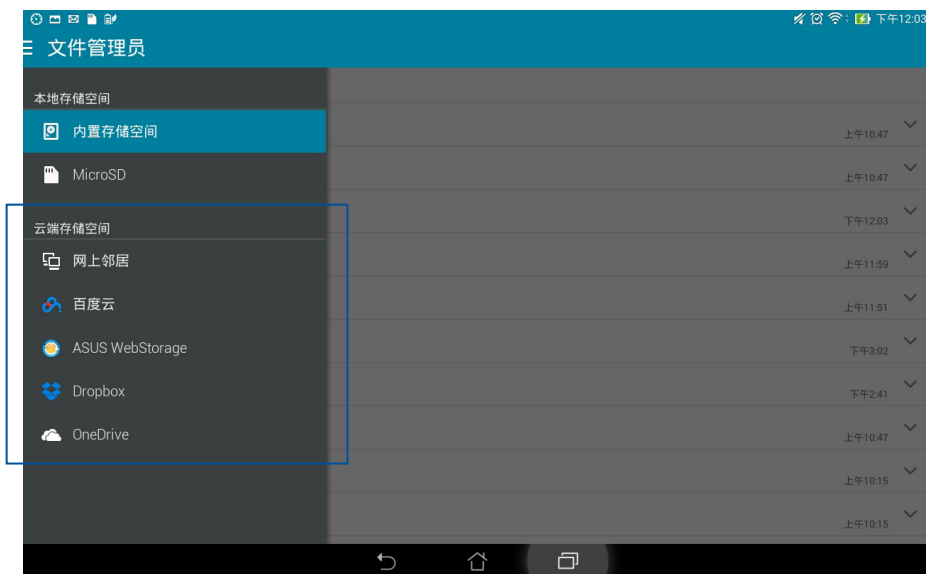 下午12:03
文件管理员
本地存储空间
内置存储空间
上午10:47
MicroSD
上午10:47
云端存储空间
下午12:03
网上邻居
上午11:59
百度云
上午11:51
ASUS WebStorage
下午3:02
Dropbox
下午2:41
OneDrive
上午10:47
上午10:15
上午10:15